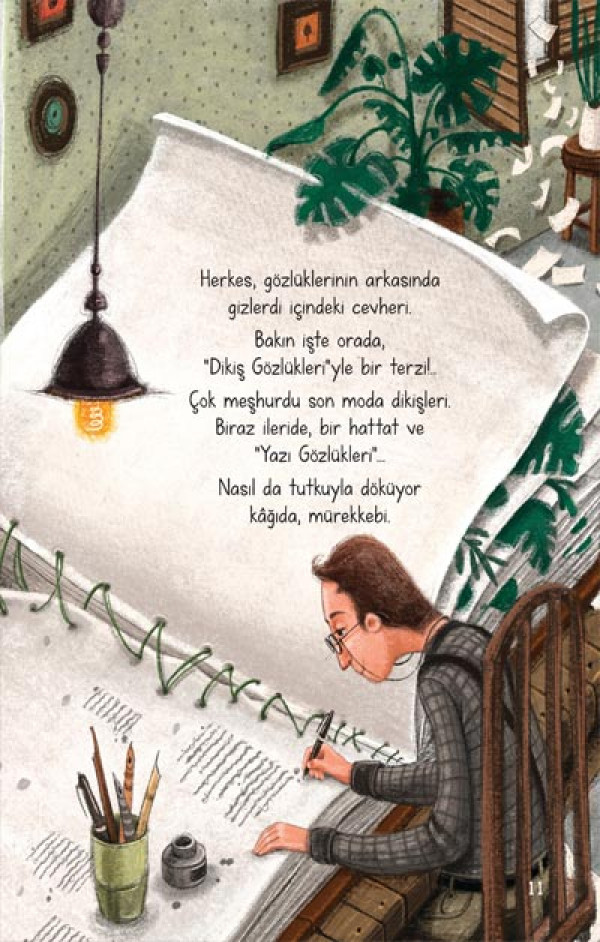 Herkes, gözlüklerinin arkasında
gizlerdi içindeki cevheri.
Bakın işte orada,
"Dikiş Gözlükleri"yle bir terzi!..
Çok meşhurdu son moda dikişleri.
Biraz ileride, bir hattat ve
"Yazı Gözlükleri"...
Nasıl da tutkuyla döküyor
kâğıda, mürekkebi.
11